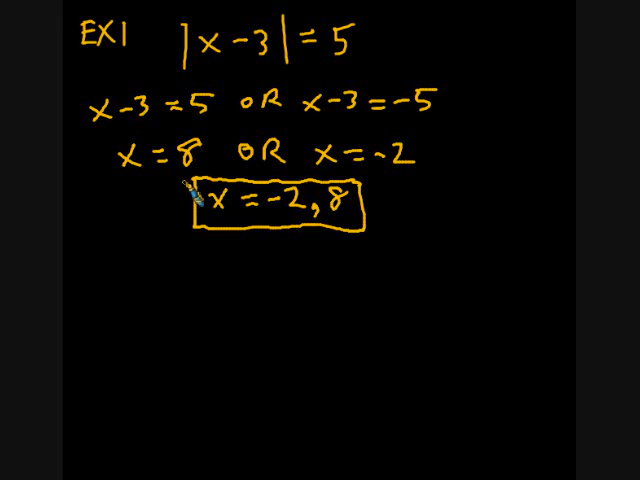 EX1 |x - 3| = 5
x - 3 = 5 OR x - 3 = -5
x = 8 OR x = -2
x = -2, 8